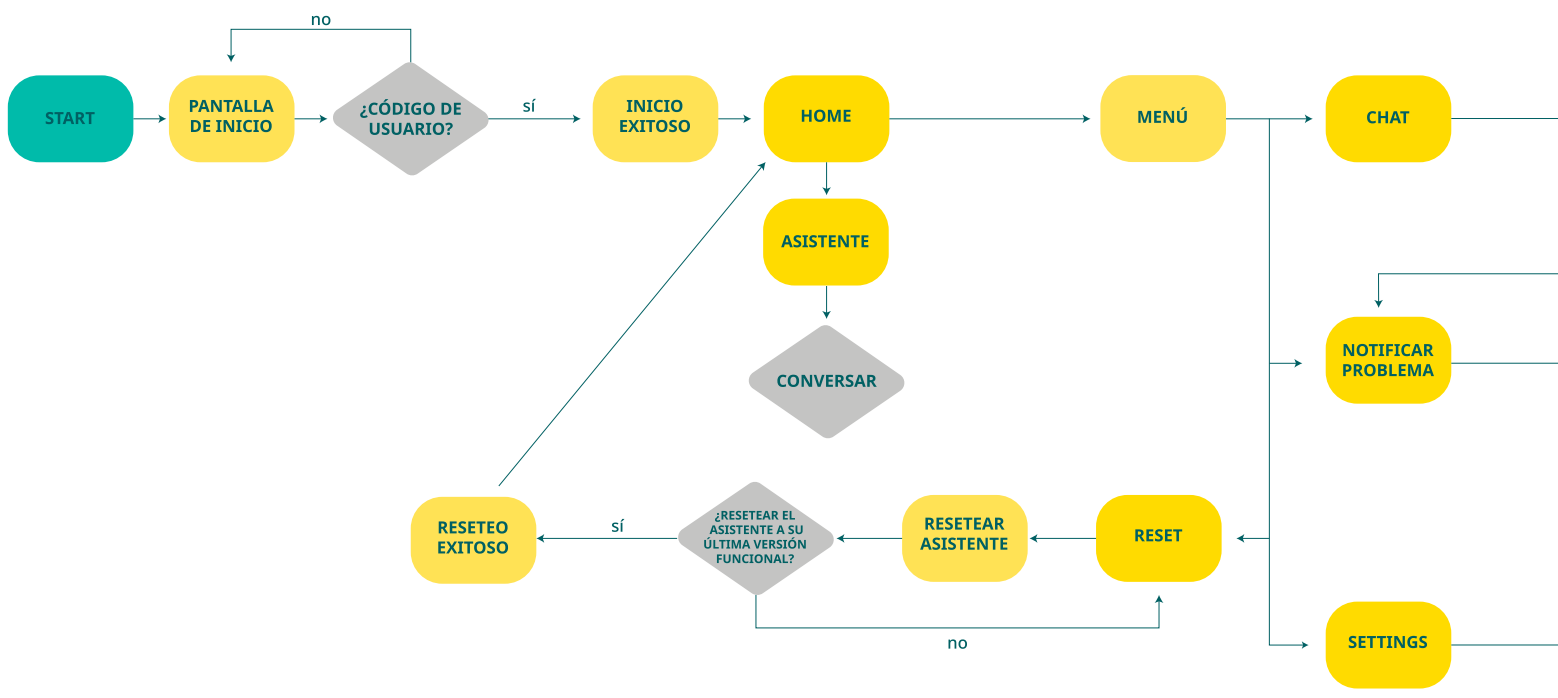 no
START
PANTALLA
DE INICIO
¿CÓDIGO DE
USUARIO?
sí
INICIO
EXITOSO
HOME
MENÚ
CHAT
ASISTENTE
CONVERSAR
NOTIFICAR
PROBLEMA
RESETEO
EXITOSO
sí
¿RESETEAR EL
ASISTENTE A SU
ÚLTIMA VERSIÓN
FUNCIONAL?
RESETEAR
ASISTENTE
RESET
no
SETTINGS